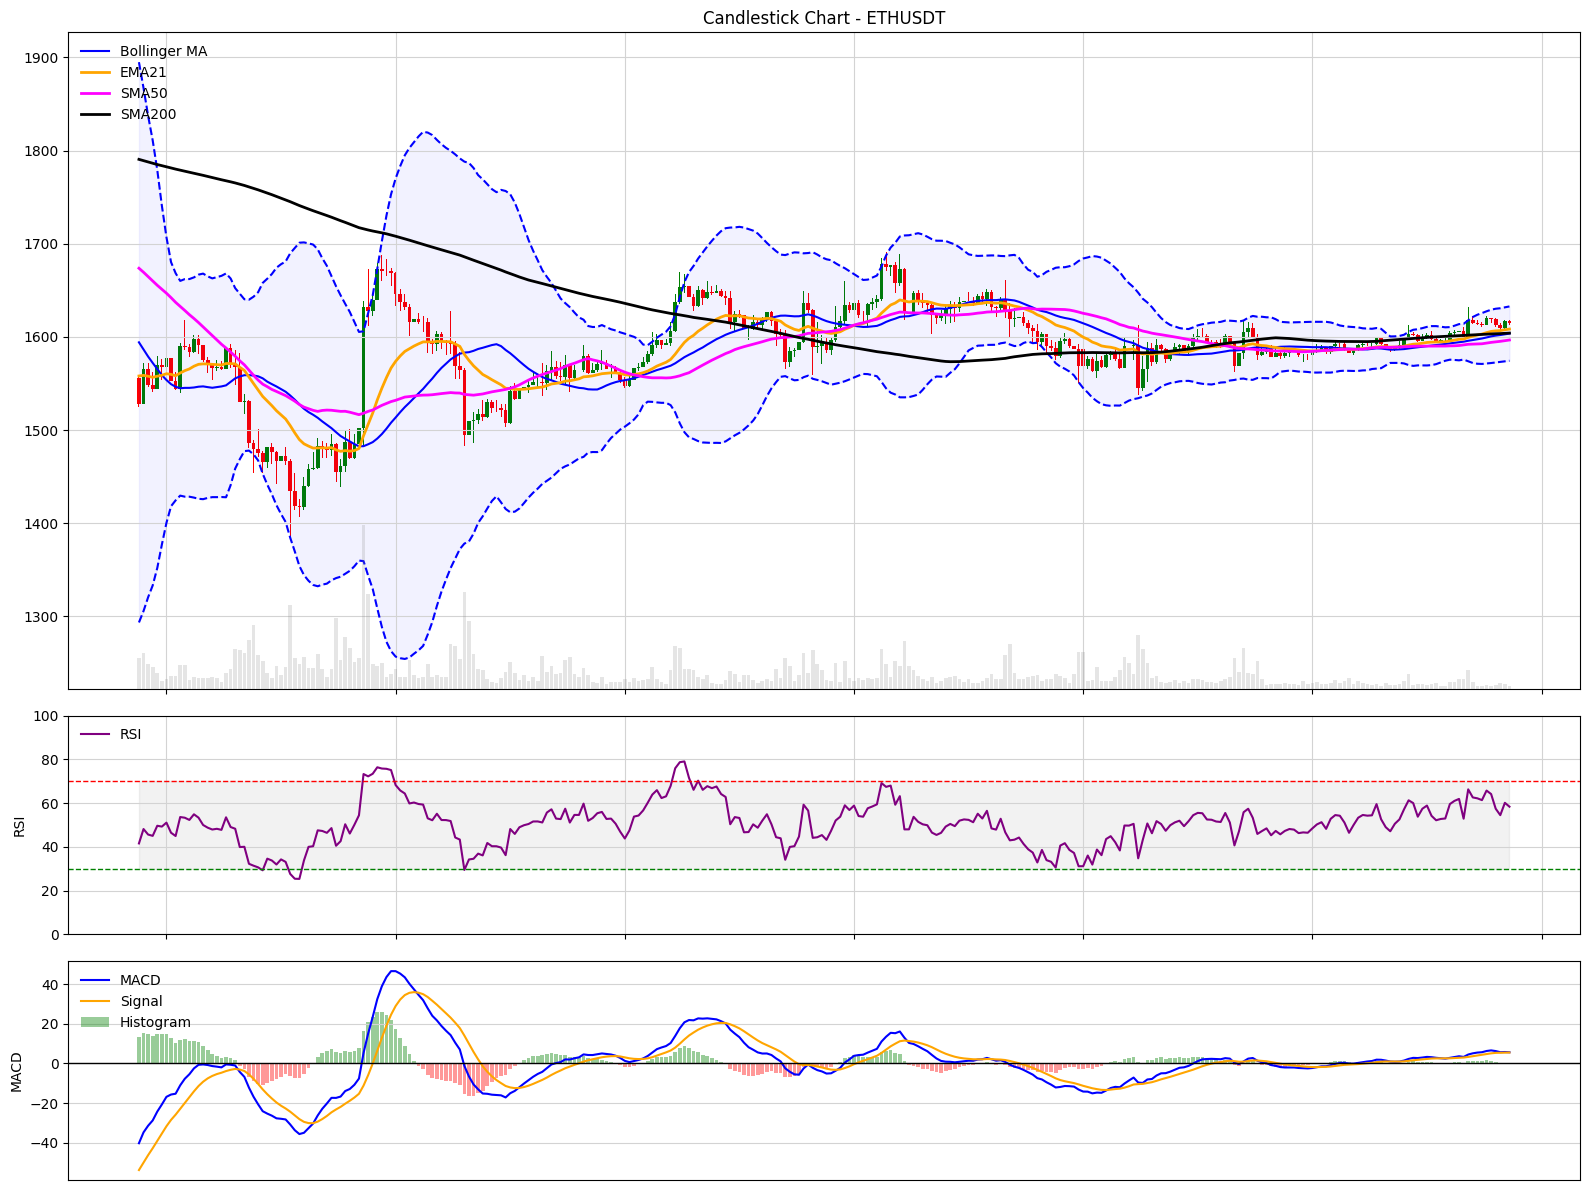 Candlestick Chart - ETHUSDT
Bollinger MA
EMA21
SMA50
SMA200
1900
1800
1700
1600
1500
1400
1300
RSI
RSI
100
80
60
40
20
0
MACD
Signal
Histogram
MACD
40
20
0
−20
−40